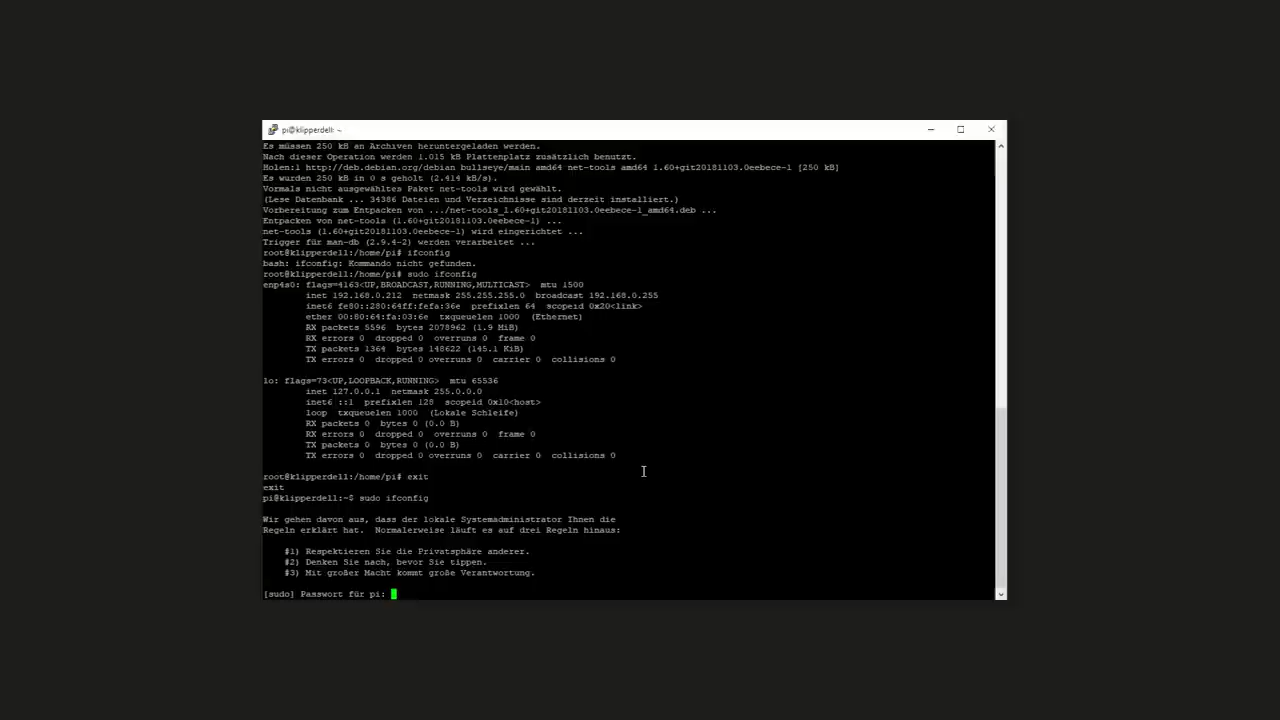 pi@klipperdell: ~
Es müssen 250 kB an Archiven heruntergeladen werden.
Nach dieser Operation werden 1.015 kB Plattenplatz zusätzlich benutzt.
Holen:1 http://deb.debian.org/debian bullseye/main amd64 net-tools amd64 1.60+git20181103.0eebece-1 [250 kB]
Es wurden 250 kB in 0 s geholt (2.414 kB/s).
Vormals nicht ausgewähltes Paket net-tools wird gewählt.
(Lese Datenbank ... 34386 Dateien und Verzeichnisse sind derzeit installiert.)
Vorbereitung zum Entpacken von .../net-tools_1.60+git20181103.0eebece-1_amd64.deb ...
Entpacken von net-tools (1.60+git20181103.0eebece-1) ...
net-tools (1.60+git20181103.0eebece-1) wird eingerichtet ...
Trigger für man-db (2.9.4-2) werden verarbeitet ...
root@klipperdell:/home/pi# ifconfig
bash: ifconfig: Kommando nicht gefunden.
root@klipperdell:/home/pi# sudo ifconfig
enp4s0: flags=4163<UP,BROADCAST,RUNNING,MULTICAST>  mtu 1500
inet 192.168.0.212  netmask 255.255.255.0  broadcast 192.168.0.255
inet6 fe80::280:64ff:fefa:36e  prefixlen 64  scopeid 0x20<link>
ether 00:80:64:fa:03:6e  txqueuelen 1000  (Ethernet)
RX packets 5596  bytes 2078962 (1.9 MiB)
RX errors 0  dropped 0  overruns 0  frame 0
TX packets 1364  bytes 148622 (145.1 KiB)
TX errors 0  dropped 0 overruns 0  carrier 0  collisions 0
lo: flags=73<UP,LOOPBACK,RUNNING>  mtu 65536
inet 127.0.0.1  netmask 255.0.0.0
inet6 ::1  prefixlen 128  scopeid 0x10<host>
loop  txqueuelen 1000  (Lokale Schleife)
RX packets 0  bytes 0 (0.0 B)
RX errors 0  dropped 0  overruns 0  frame 0
TX packets 0  bytes 0 (0.0 B)
TX errors 0  dropped 0 overruns 0  carrier 0  collisions 0
root@klipperdell:/home/pi# exit
exit
pi@klipperdell:~$ sudo ifconfig
Wir gehen davon aus, dass der lokale Systemadministrator Ihnen die
Regeln erklärt hat.  Normalerweise läuft es auf drei Regeln hinaus:
#1) Respektieren Sie die Privatsphäre anderer.
#2) Denken Sie nach, bevor Sie tippen.
#3) Mit großer Macht kommt große Verantwortung.
[sudo] Passwort für pi: